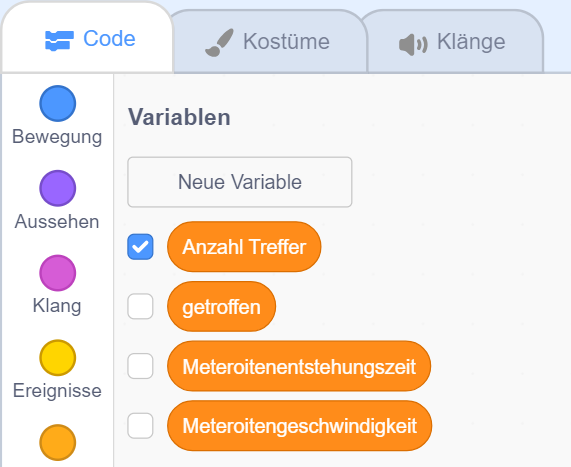 Code
Kostüme
Klänge
Bewegung
Aussehen
Klang
Ereignisse
Variablen
Neue Variable
Anzahl Treffer
getroffen
Meteroitenentstehungszeit
Meteroitengeschwindigkeit